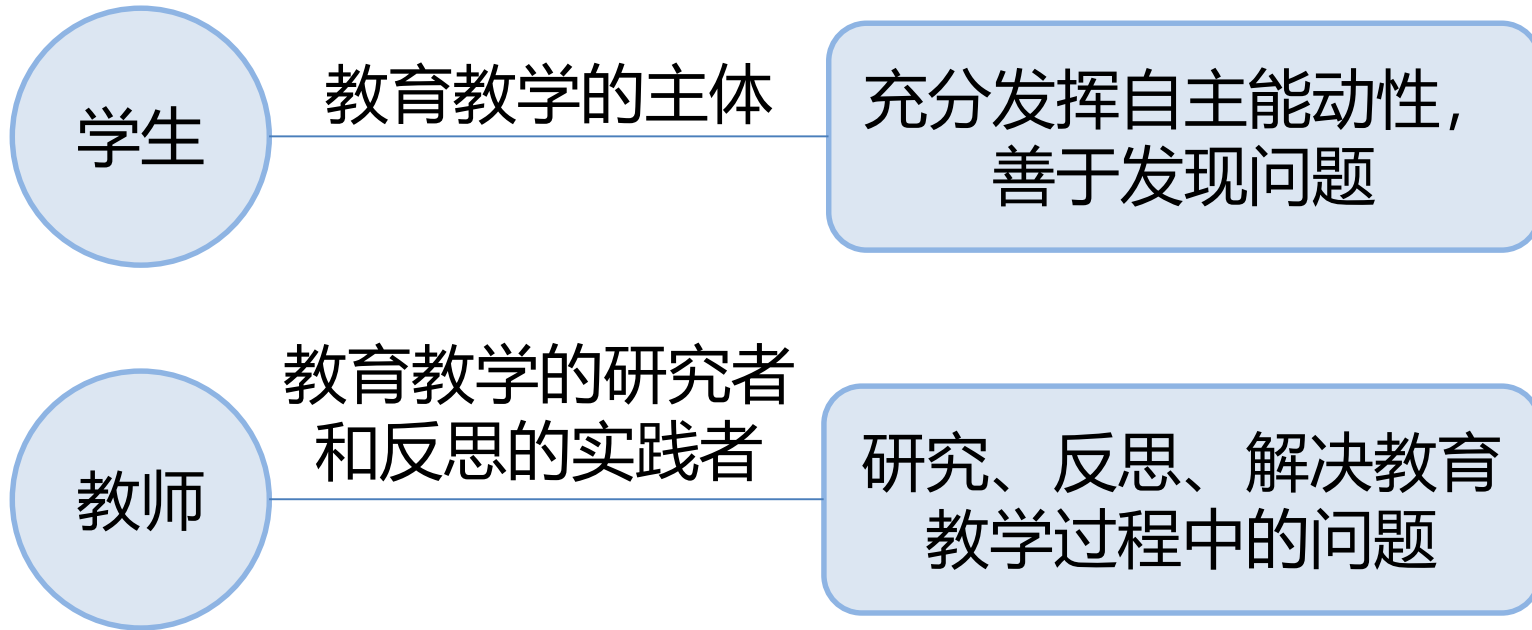 学生
教育教学的主体
充分发挥自主能动性，
善于发现问题
教师
教育教学的研究者
和反思的实践者
研究、反思、解决教育
教学过程中的问题